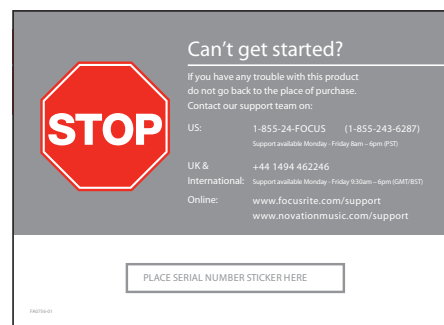 Can't get started?
If you have any trouble with this product
do not go back to the place of purchase.
Contact our support team on:
STOP
US: 1-855-24-FOCUS (1-855-243-6287)
Support available Monday - Friday 8am – 6pm (PST)
UK & +44 1494 462246
International: Support available Monday - Friday 9:30am – 6pm (GMT/BST)
Online: www.focusrite.com/support
www.novationmusic.com/support
PLACE SERIAL NUMBER STICKER HERE